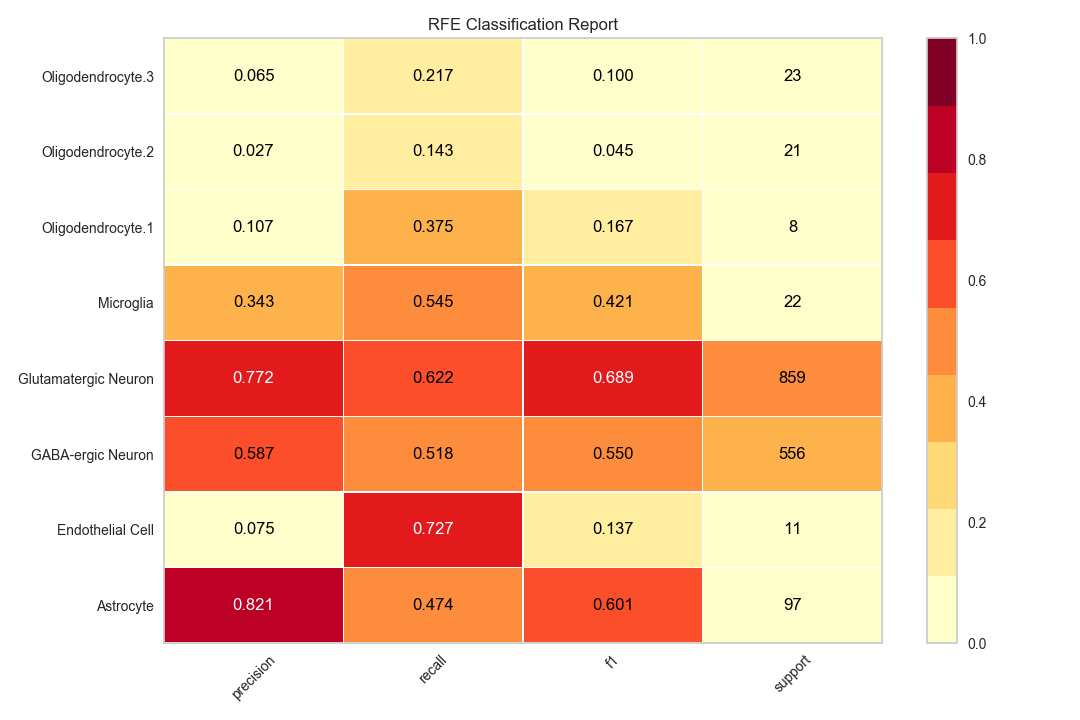 RFE Classification Report
Oligodendrocyte.3 0.065 0.217 0.100 23
Oligodendrocyte.2 0.027 0.143 0.045 21
Oligodendrocyte.1 0.107 0.375 0.167 8
Microglia 0.343 0.545 0.421 22
Glutamatergic Neuron 0.772 0.622 0.689 859
GABA-ergic Neuron 0.587 0.518 0.550 556
Endothelial Cell 0.075 0.727 0.137 11
Astrocyte 0.821 0.474 0.601 97
precision recall f1 support
1.0
0.8
0.6
0.4
0.2
0.0